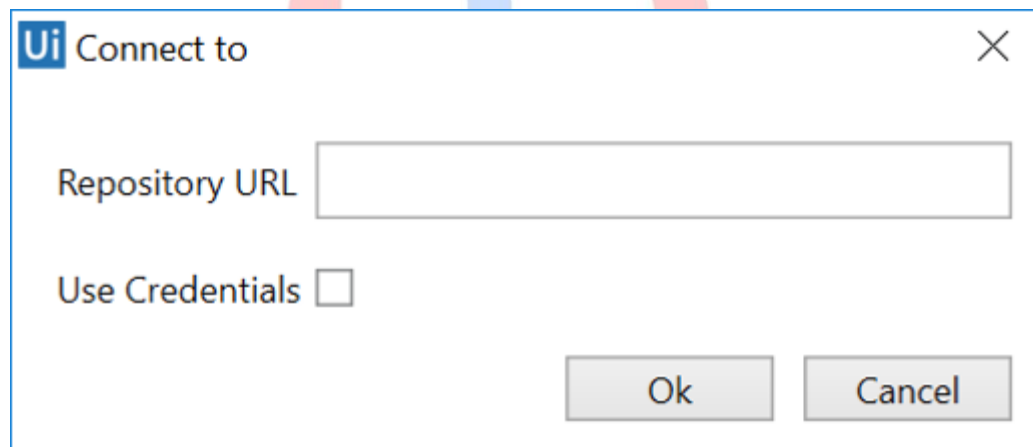 Ui Connect to
Repository URL
Use Credentials
Ok Cancel